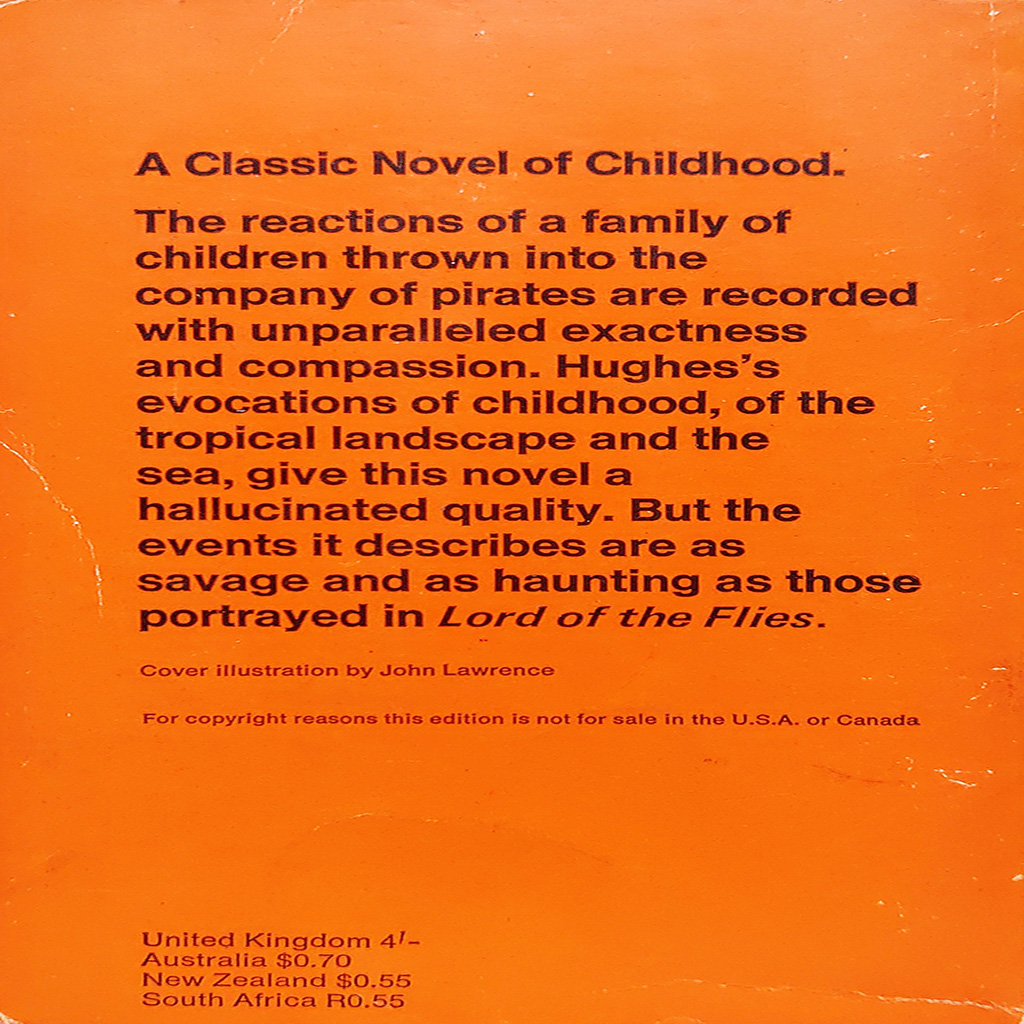 A Classic Novel of Childhood.
The reactions of a family of
children thrown into the
company of pirates are recorded
with unparalleled exactness
and compassion. Hughes’s
evocations of childhood, of the
tropical landscape and the
sea, give this novel a
hallucinated quality. But the
events it describes are as
savage and as haunting as those
portrayed in Lord of the Flies.
Cover illustration by John Lawrence
For copyright reasons this edition is not for sale in the U.S.A. or Canada
United Kingdom 4/-
Australia $0.70
New Zealand $0.55
South Africa R0.55